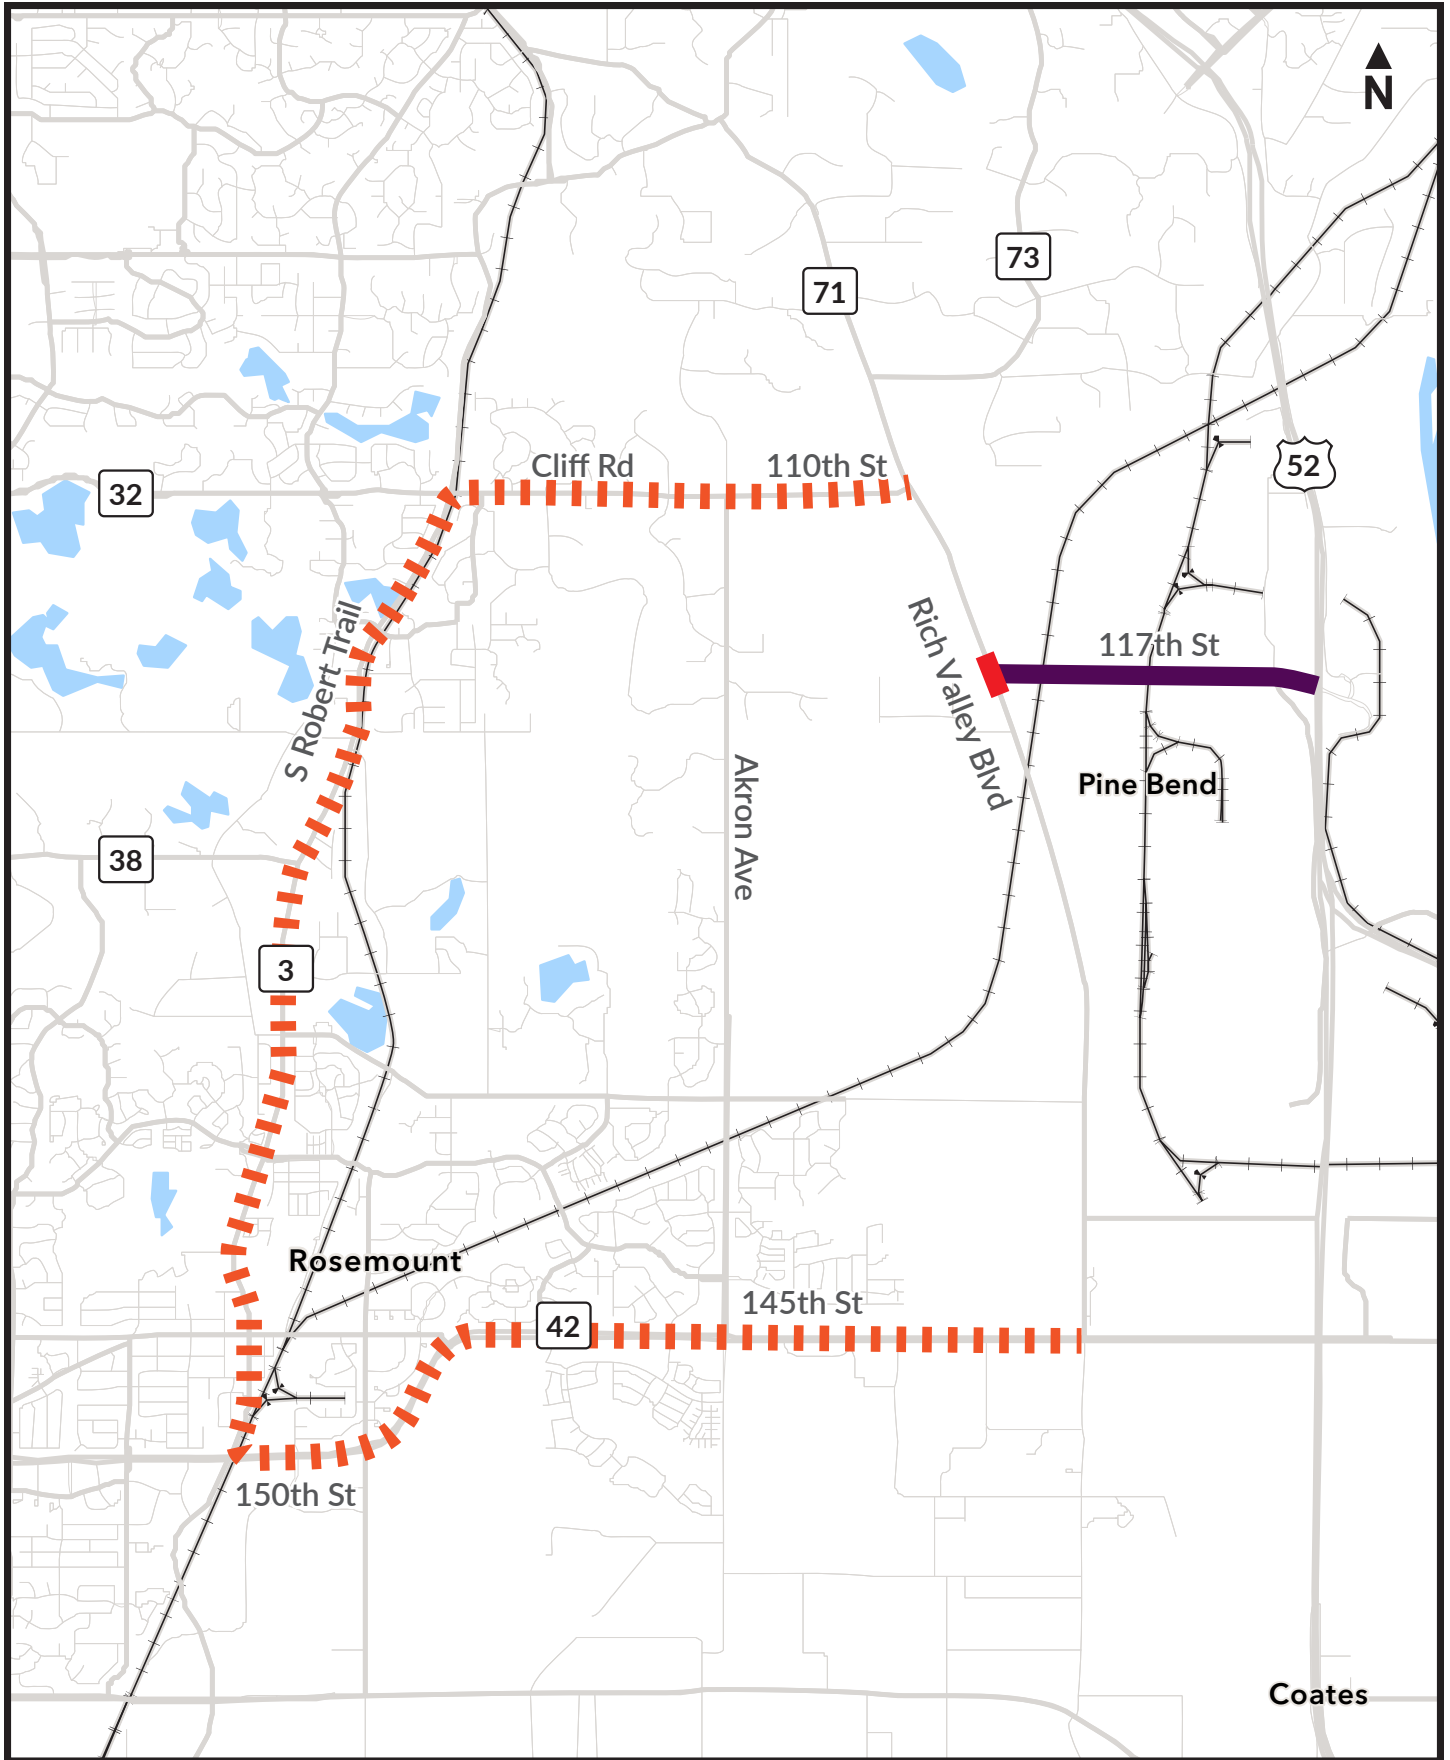 N
73
71
Cliff Rd
110th St
52
32
117th St
Rich Valley Blvd
S Robert Trail
Pine Bend
Akron Ave
38
3
Rosemount
145th St
42
150th St
Coates